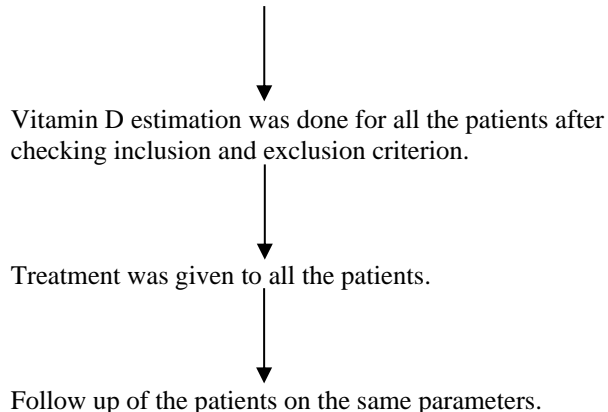 Vitamin D estimation was done for all the patients after
checking inclusion and exclusion criterion.
Treatment was given to all the patients.
Follow up of the patients on the same parameters.